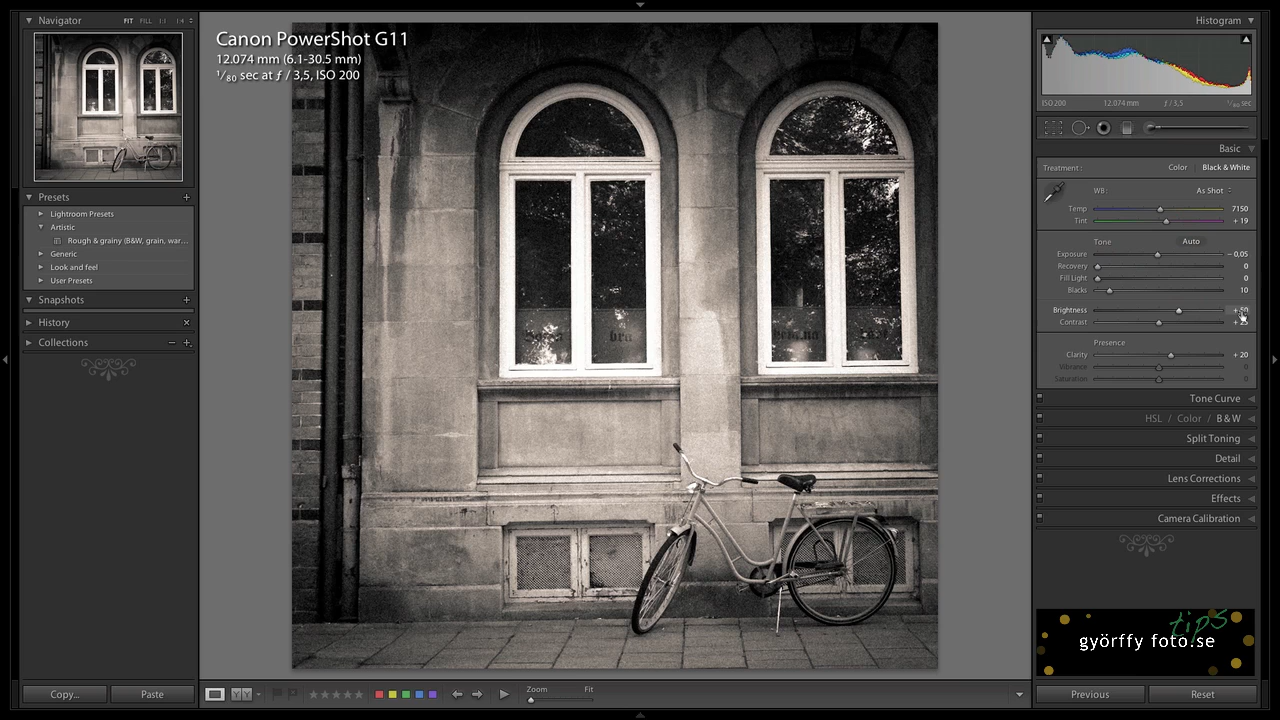 Navigator
FIT FILL 1:1 1:4
Presets +
Lightroom Presets
Artistic
Rough & grainy (B&W, grain, war...
Generic
Look and feel
User Presets
Snapshots +
History ×
Collections − +
Copy...
Paste
Canon PowerShot G11
12.074 mm (6.1-30.5 mm)
1/80 sec at ƒ / 3,5, ISO 200
bra
Zoom Fit
Histogram
ISO 200 12.074 mm ƒ / 3,5 1/80 sec
Basic
Treatment: Color Black & White
WB: As Shot
Temp 7150
Tint + 19
Tone Auto
Exposure − 0,05
Recovery 0
Fill Light 0
Blacks 10
Brightness
Contrast
Presence
Clarity + 20
Vibrance 0
Saturation 0
Tone Curve
HSL / Color / B&W
Split Toning
Detail
Lens Corrections
Effects
Camera Calibration
tips
györffy foto.se
Previous
Reset